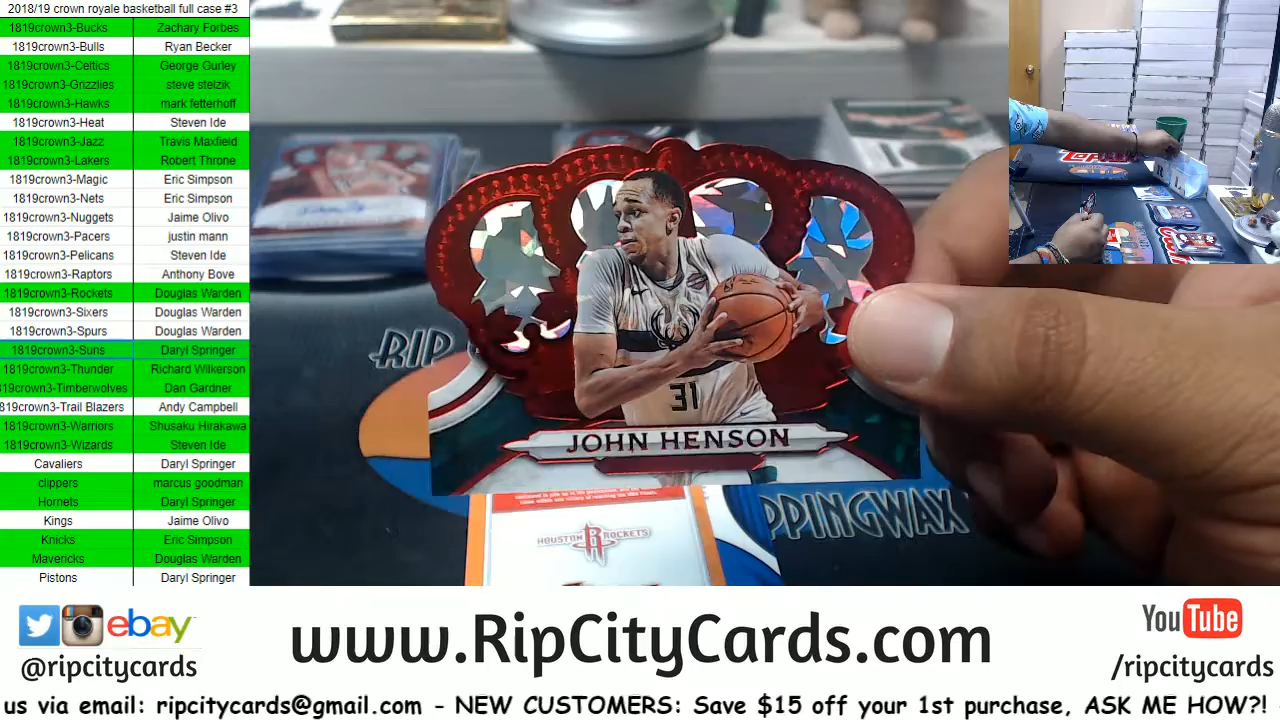 2018/19 crown royale basketball full case #3
1819crown3-Bucks Zachary Forbes
1819crown3-Bulls Ryan Becker
1819crown3-Celtics George Gurley
1819crown3-Grizzlies steve stelzik
1819crown3-Hawks mark fetterhoff
1819crown3-Heat Steven Ide
1819crown3-Jazz Travis Maxfield
1819crown3-Lakers Robert Throne
1819crown3-Magic Eric Simpson
1819crown3-Nets Eric Simpson
1819crown3-Nuggets Jaime Olivo
1819crown3-Pacers justin mann
1819crown3-Pelicans Steven Ide
1819crown3-Raptors Anthony Bove
1819crown3-Rockets Douglas Warden
1819crown3-Sixers Douglas Warden
1819crown3-Spurs Douglas Warden
1819crown3-Suns Daryl Springer
1819crown3-Thunder Richard Wilkerson
819crown3-Timberwolves Dan Gardner
819crown3-Trail Blazers Andy Campbell
1819crown3-Warriors Shusaku Hirakawa
1819crown3-Wizards Steven Ide
Cavaliers Daryl Springer
clippers marcus goodman
Hornets Daryl Springer
Kings Jaime Olivo
Knicks Eric Simpson
Mavericks Douglas Warden
Pistons Daryl Springer
RIP
31
JOHN HENSON
HOUSTON ROCKETS
PPINGWAX
ebay
@ripcitycards
www.RipCityCards.com
YouTube
/ripcitycards
us via email: ripcitycards@gmail.com - NEW CUSTOMERS: Save $15 off your 1st purchase, ASK ME HOW?!